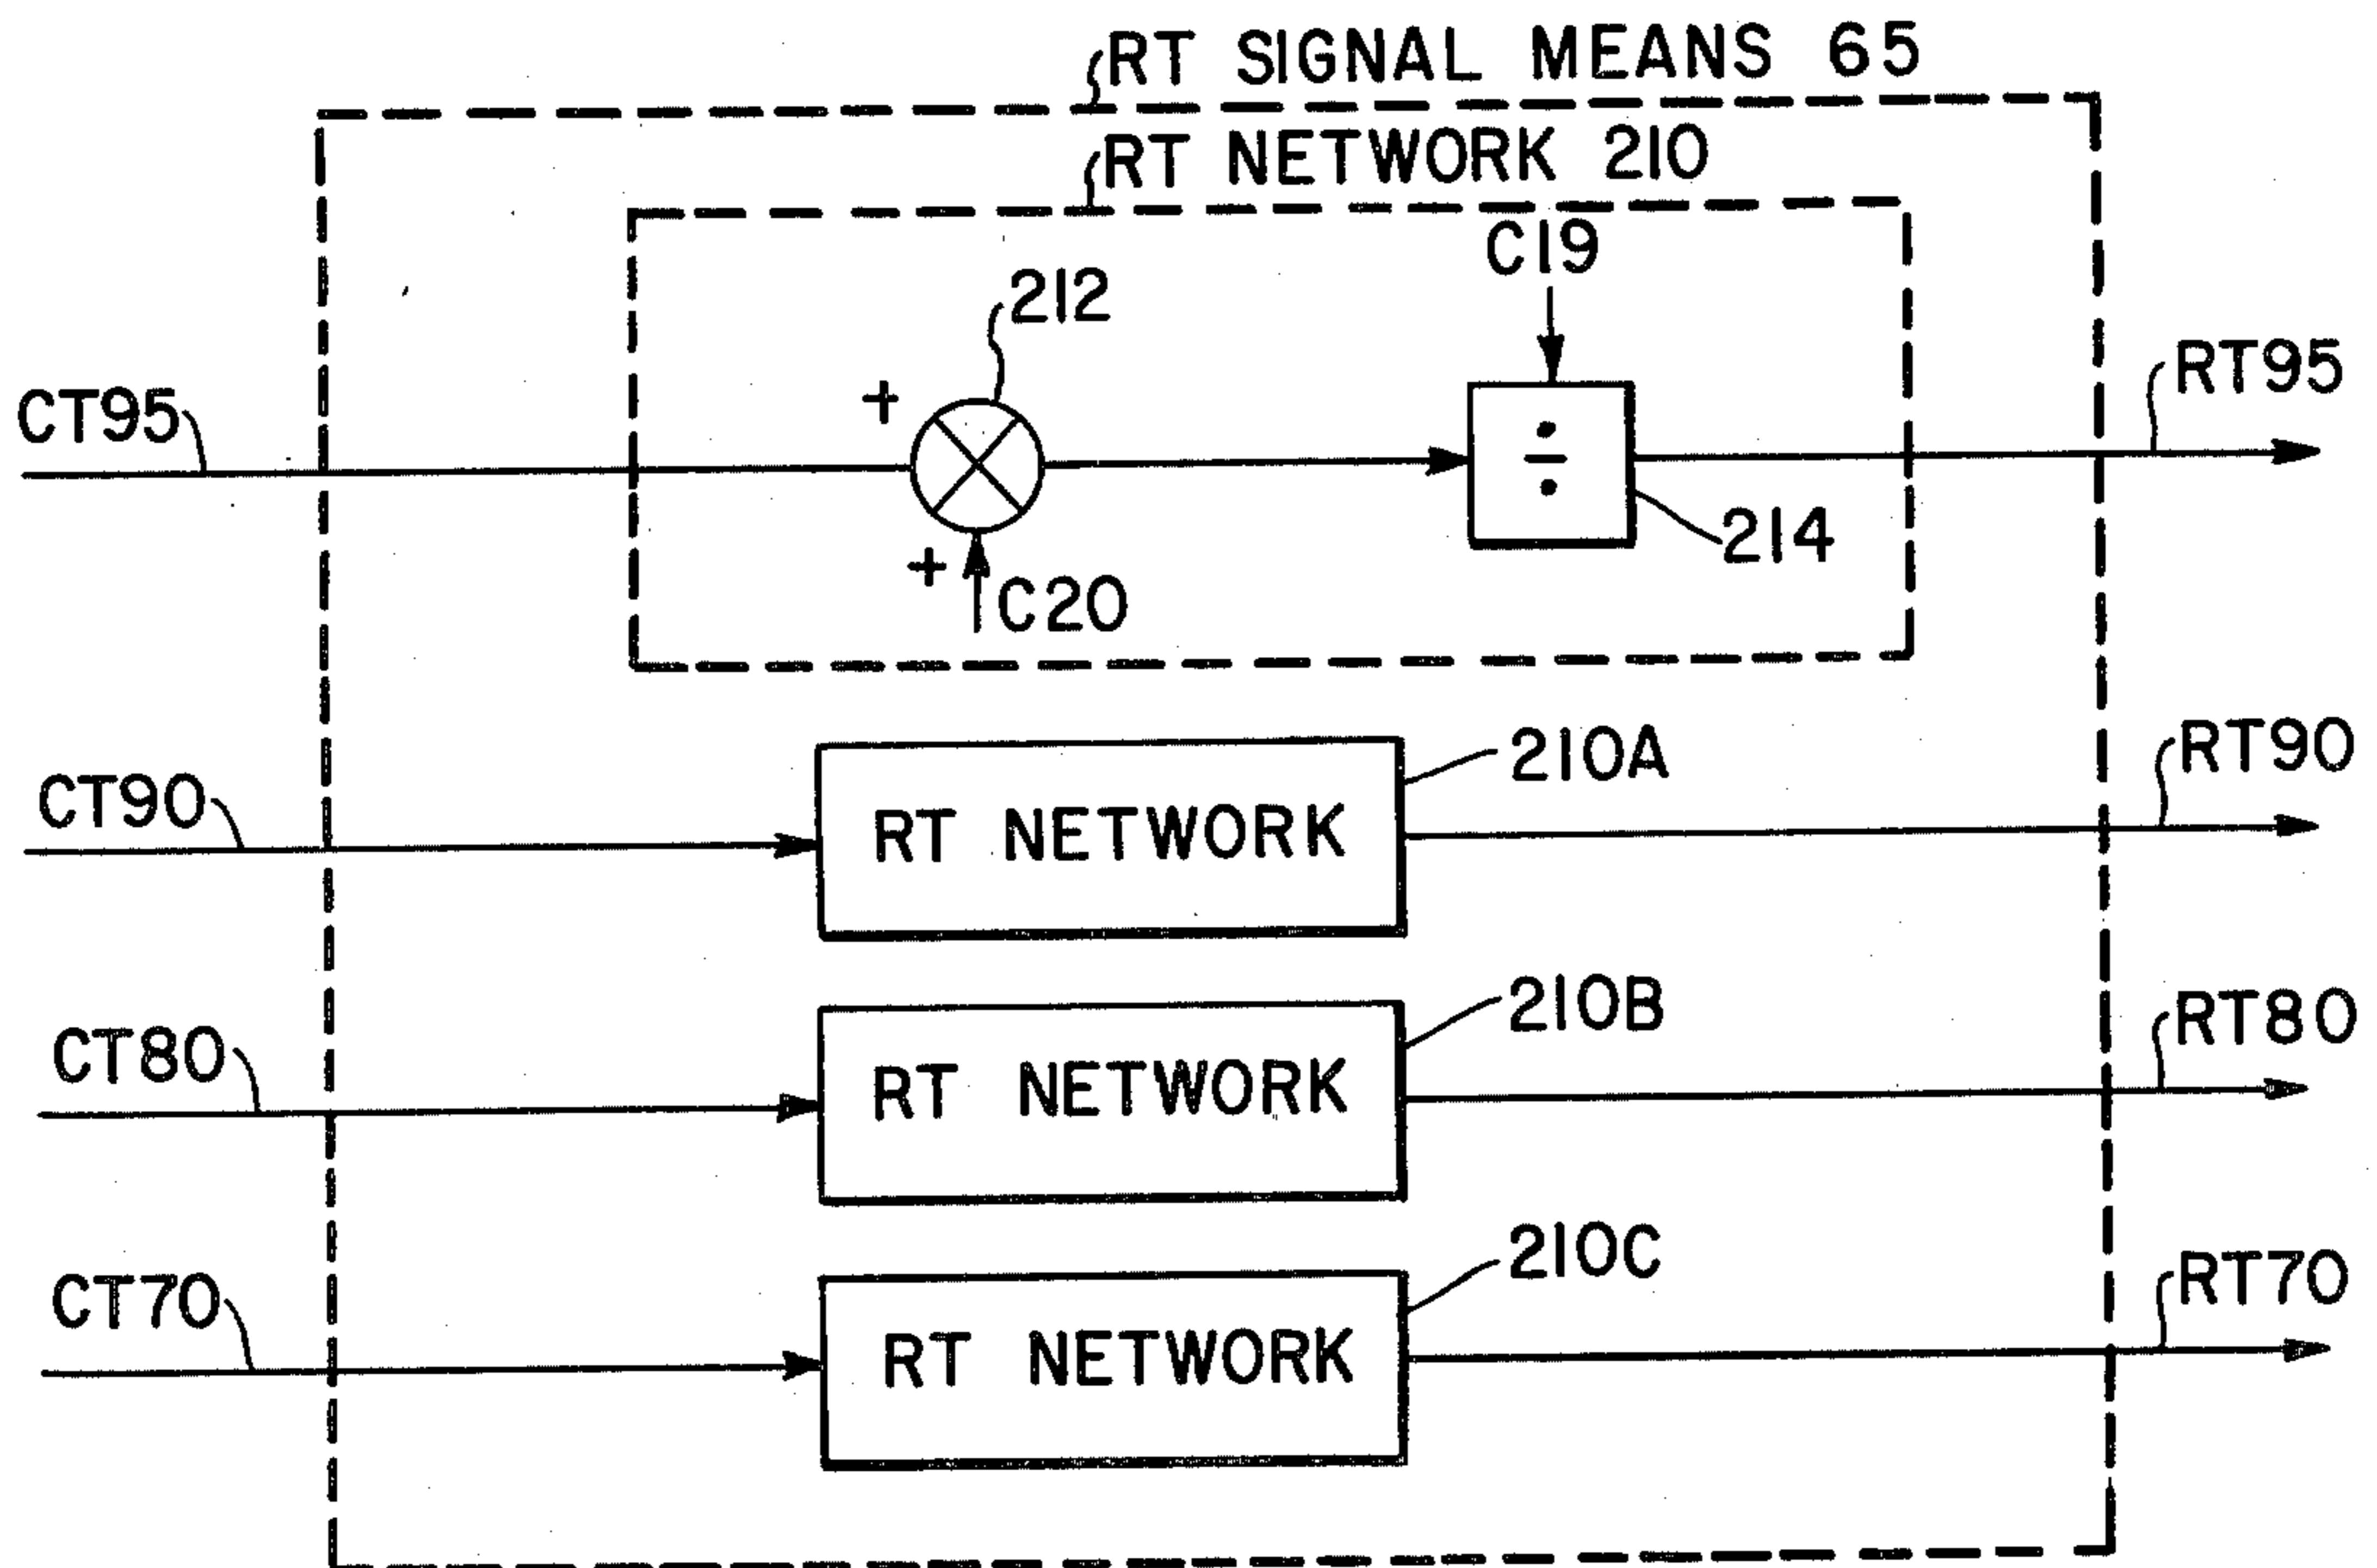 RT SIGNAL MEANS 65
RT NETWORK 210
C19
212
+
CT95
RT95
÷
214
+
C20
210A
RT90
CT90
RT NETWORK
210B
RT80
CT80
RT NETWORK
210C
RT70
CT70
RT NETWORK